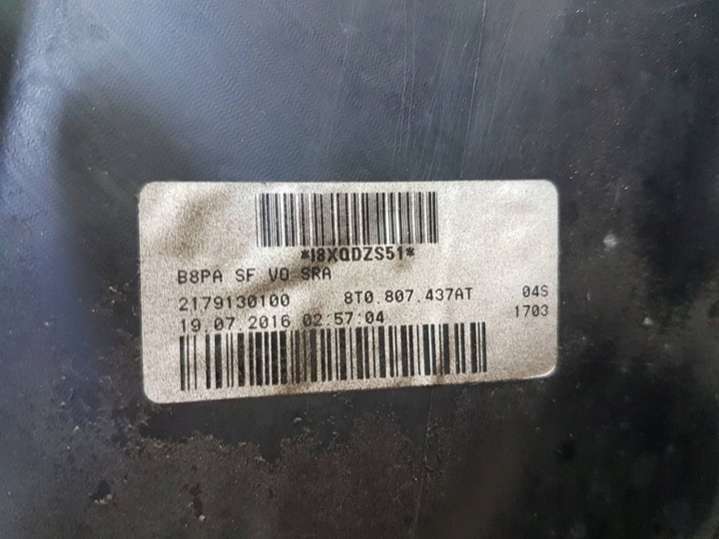 *I8XQDZS51*
B8PA SF VO SRA
2179130100 8T0.807.437AT 04S
19.07.2016 02:57:04 1703